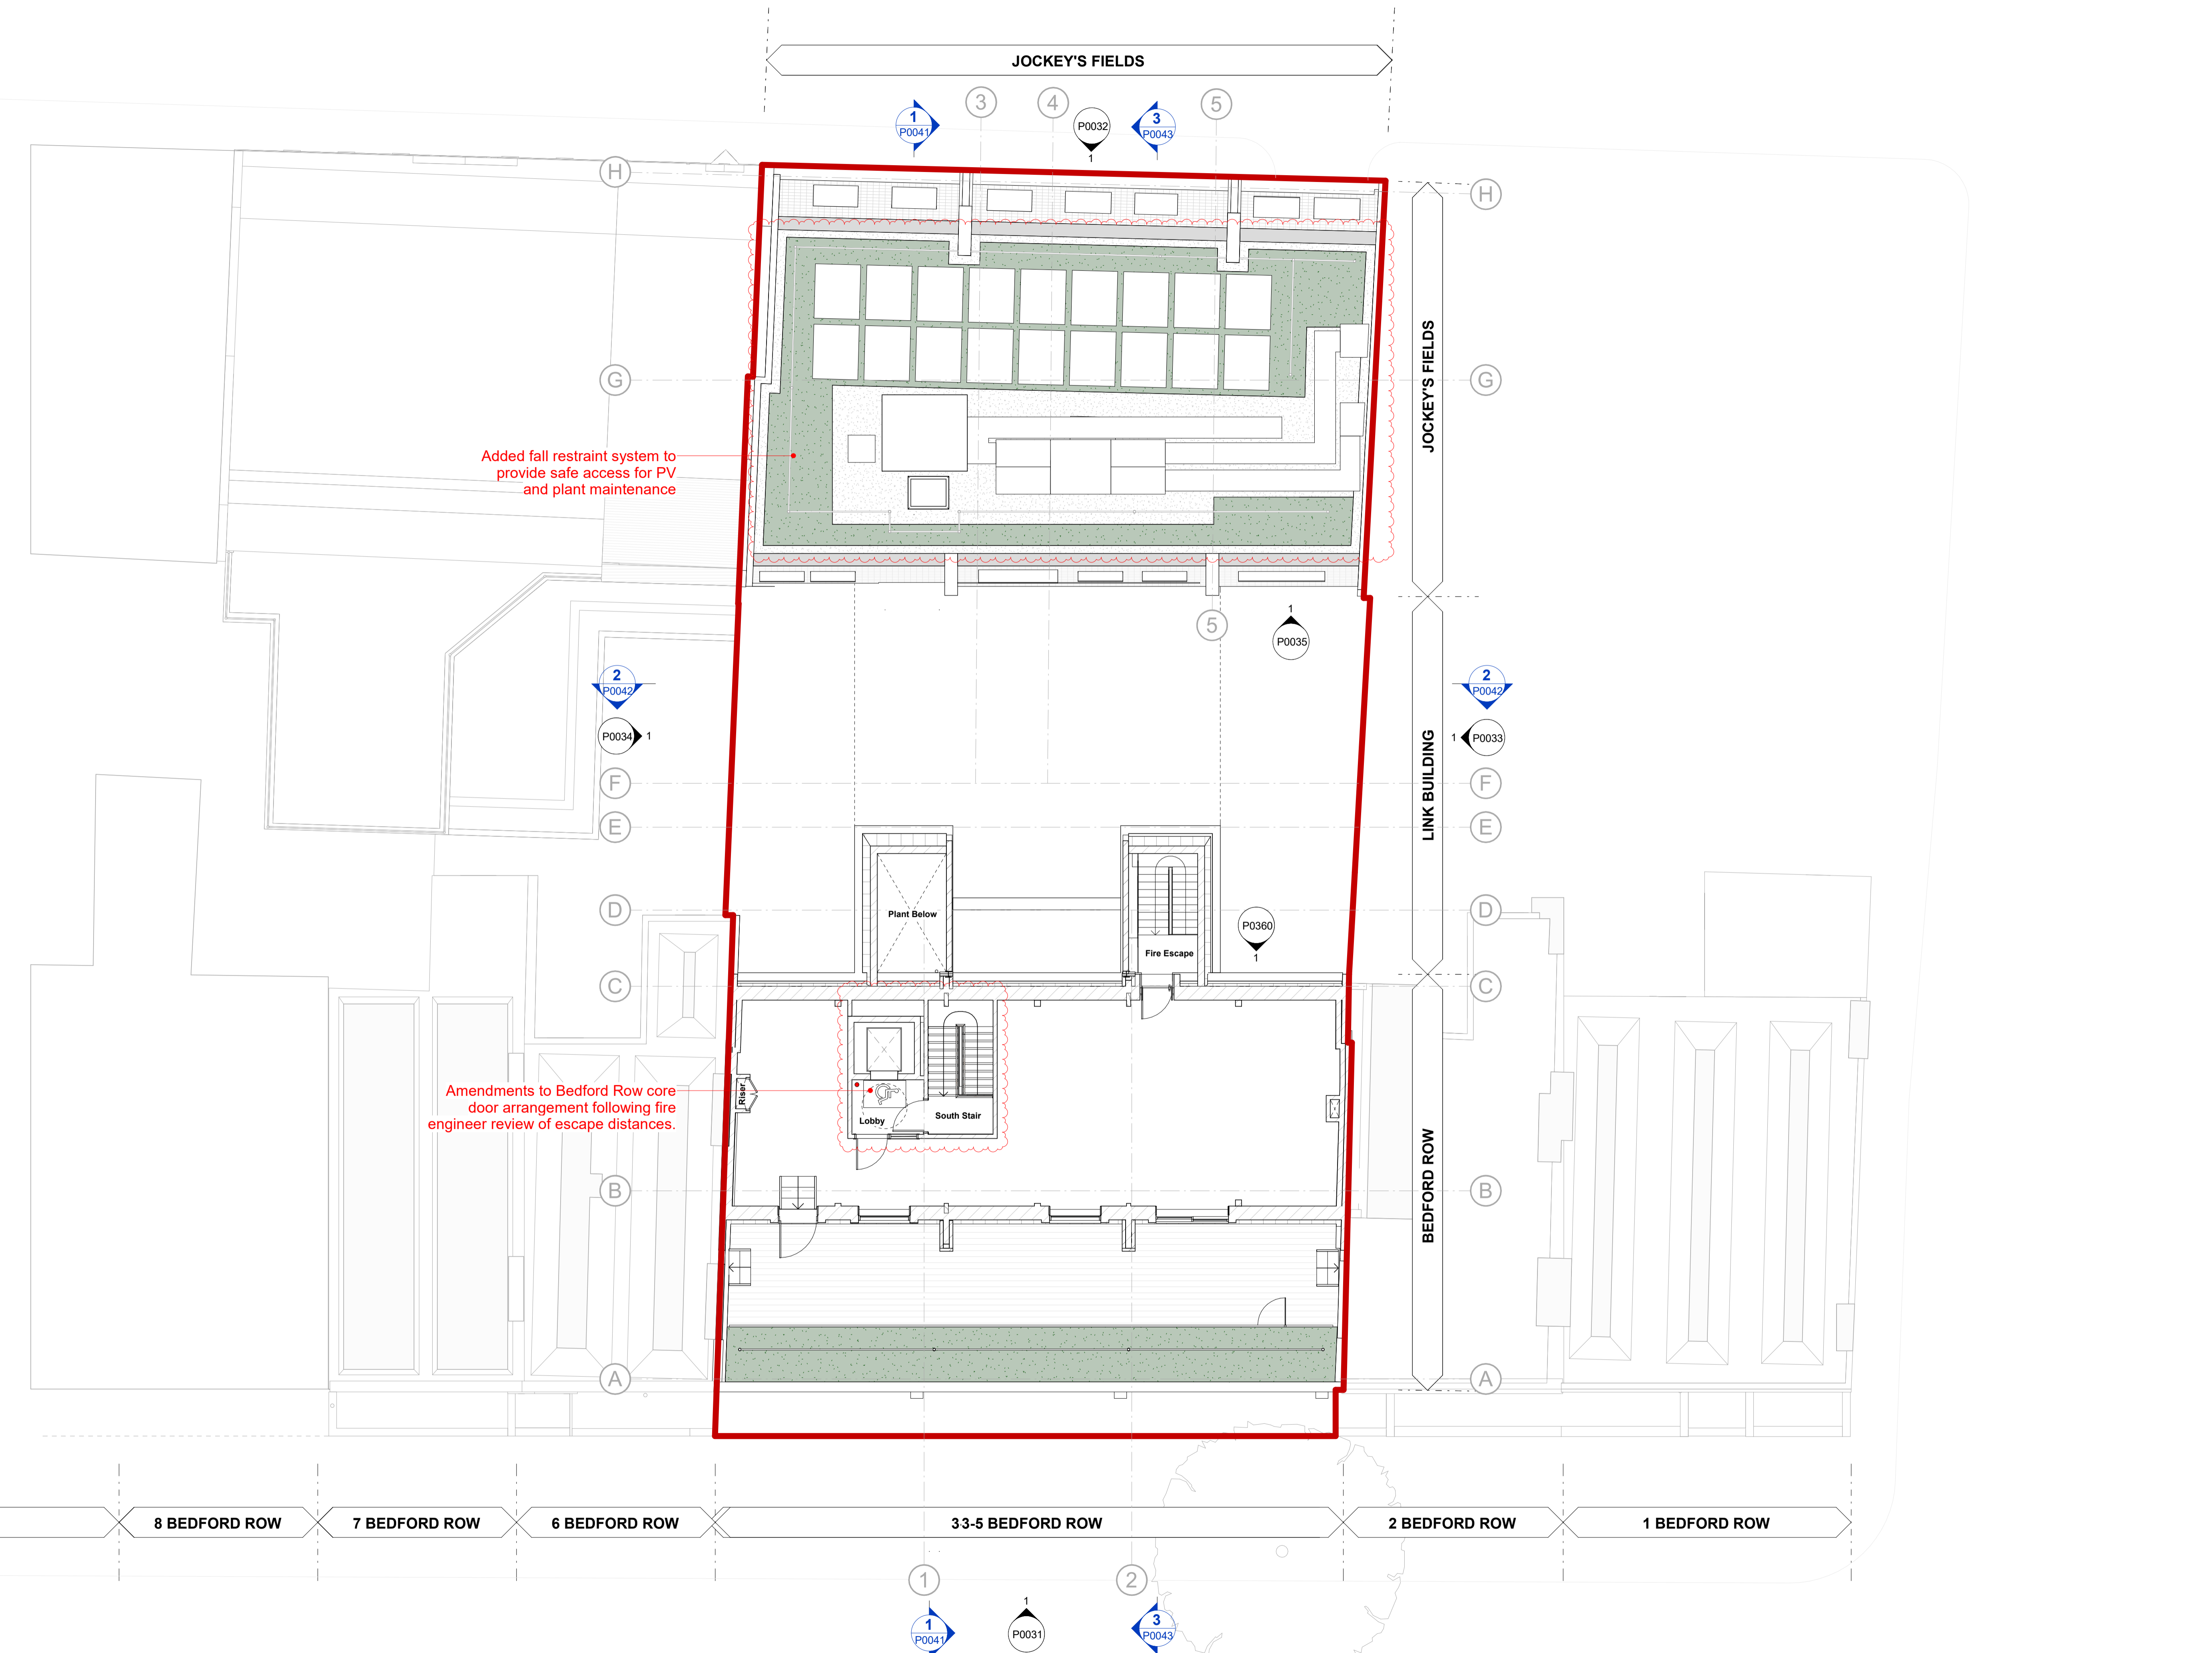 JOCKEY'S FIELDS
1
P0041
3
4
P0032
1
3
P0043
5
H
H
G
G
JOCKEY'S FIELDS
Added fall restraint system to
provide safe access for PV
and plant maintenance
5
1
P0035
2
P0042
2
P0042
P0034
1
1
P0033
LINK BUILDING
F
F
E
E
D
D
Plant Below
P0360
1
Fire Escape
C
C
Riser
Amendments to Bedford Row core
door arrangement following fire
engineer review of escape distances.
Lobby
South Stair
BEDFORD ROW
B
B
A
A
8 BEDFORD ROW
7 BEDFORD ROW
6 BEDFORD ROW
33-5 BEDFORD ROW
2 BEDFORD ROW
1 BEDFORD ROW
1
2
1
P0041
1
P0031
3
P0043